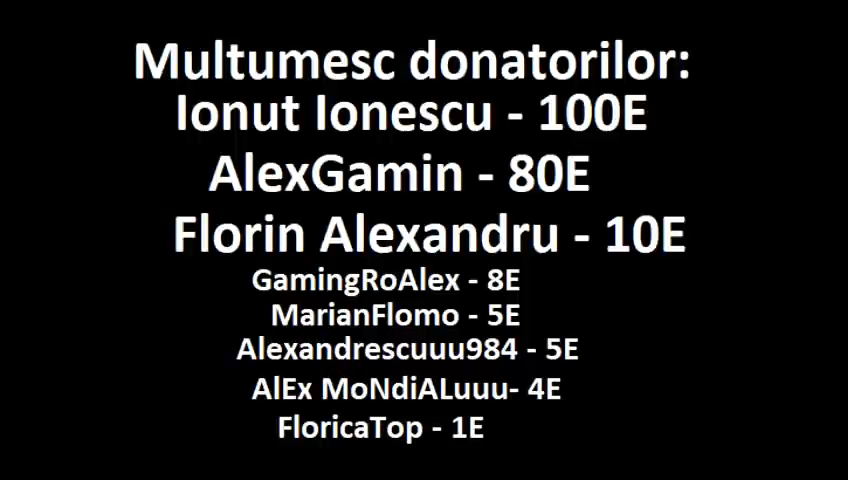 Multumesc donatorilor:
Ionut Ionescu - 100E
AlexGamin - 80E
Florin Alexandru - 10E
GamingRoAlex - 8E
MarianFlomo - 5E
Alexandrescuuu984 - 5E
AlEx MoNdiALuuu- 4E
FloricaTop - 1E